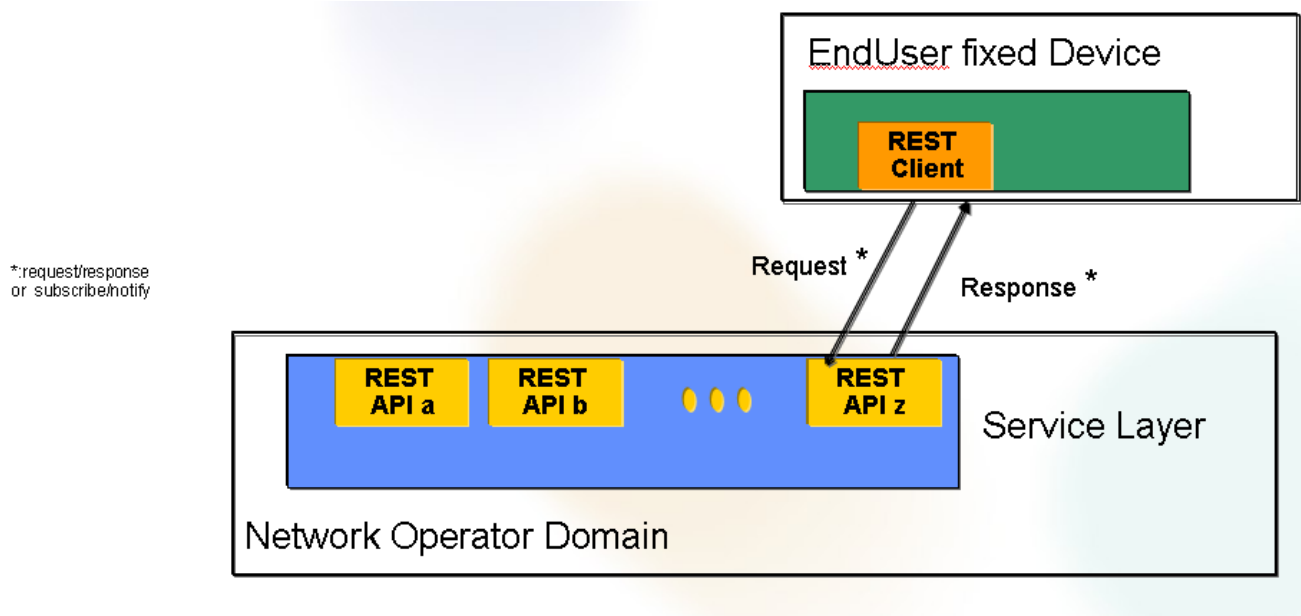 EndUser fixed Device
REST
Client
Request *
Response *
*:request/response
or subscribe/notify
REST
API a
REST
API b
REST
API z
Service Layer
Network Operator Domain